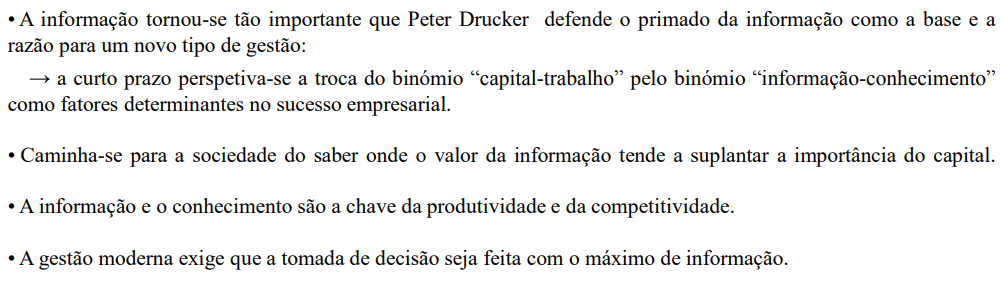 • A informação tornou-se tão importante que Peter Drucker defende o primado da informação como a base e a
razão para um novo tipo de gestão:
→ a curto prazo perspetiva-se a troca do binómio “capital-trabalho” pelo binómio “informação-conhecimento”
como fatores determinantes no sucesso empresarial.
• Caminha-se para a sociedade do saber onde o valor da informação tende a suplantar a importância do capital.
• A informação e o conhecimento são a chave da produtividade e da competitividade.
• A gestão moderna exige que a tomada de decisão seja feita com o máximo de informação.